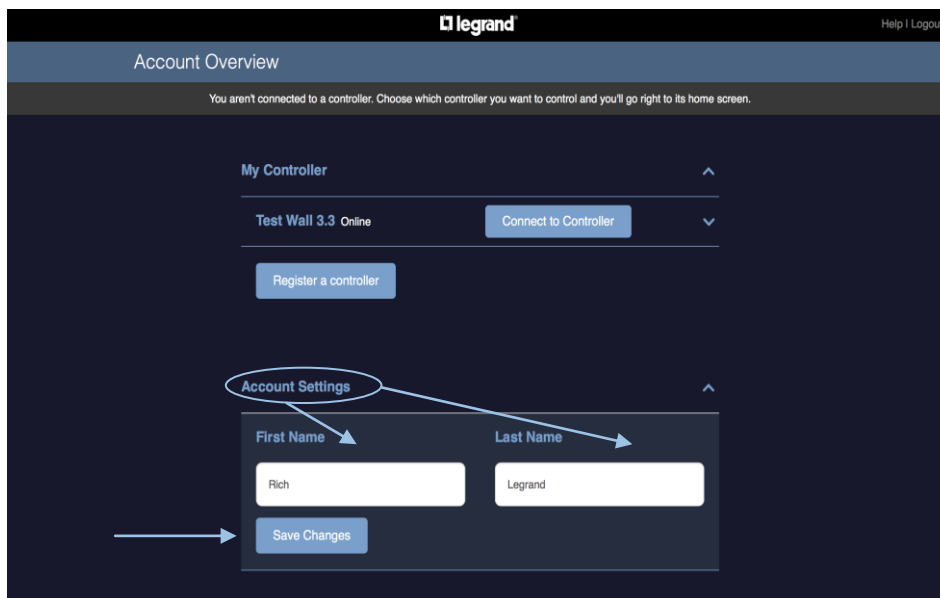 legrand®
Help I Logou
Account Overview
You aren't connected to a controller. Choose which controller you want to control and you'll go right to its home screen.
My Controller
Test Wall 3.3 Online
Connect to Controller
Register a controller
Account Settings
First Name
Last Name
Rich
Legrand
Save Changes